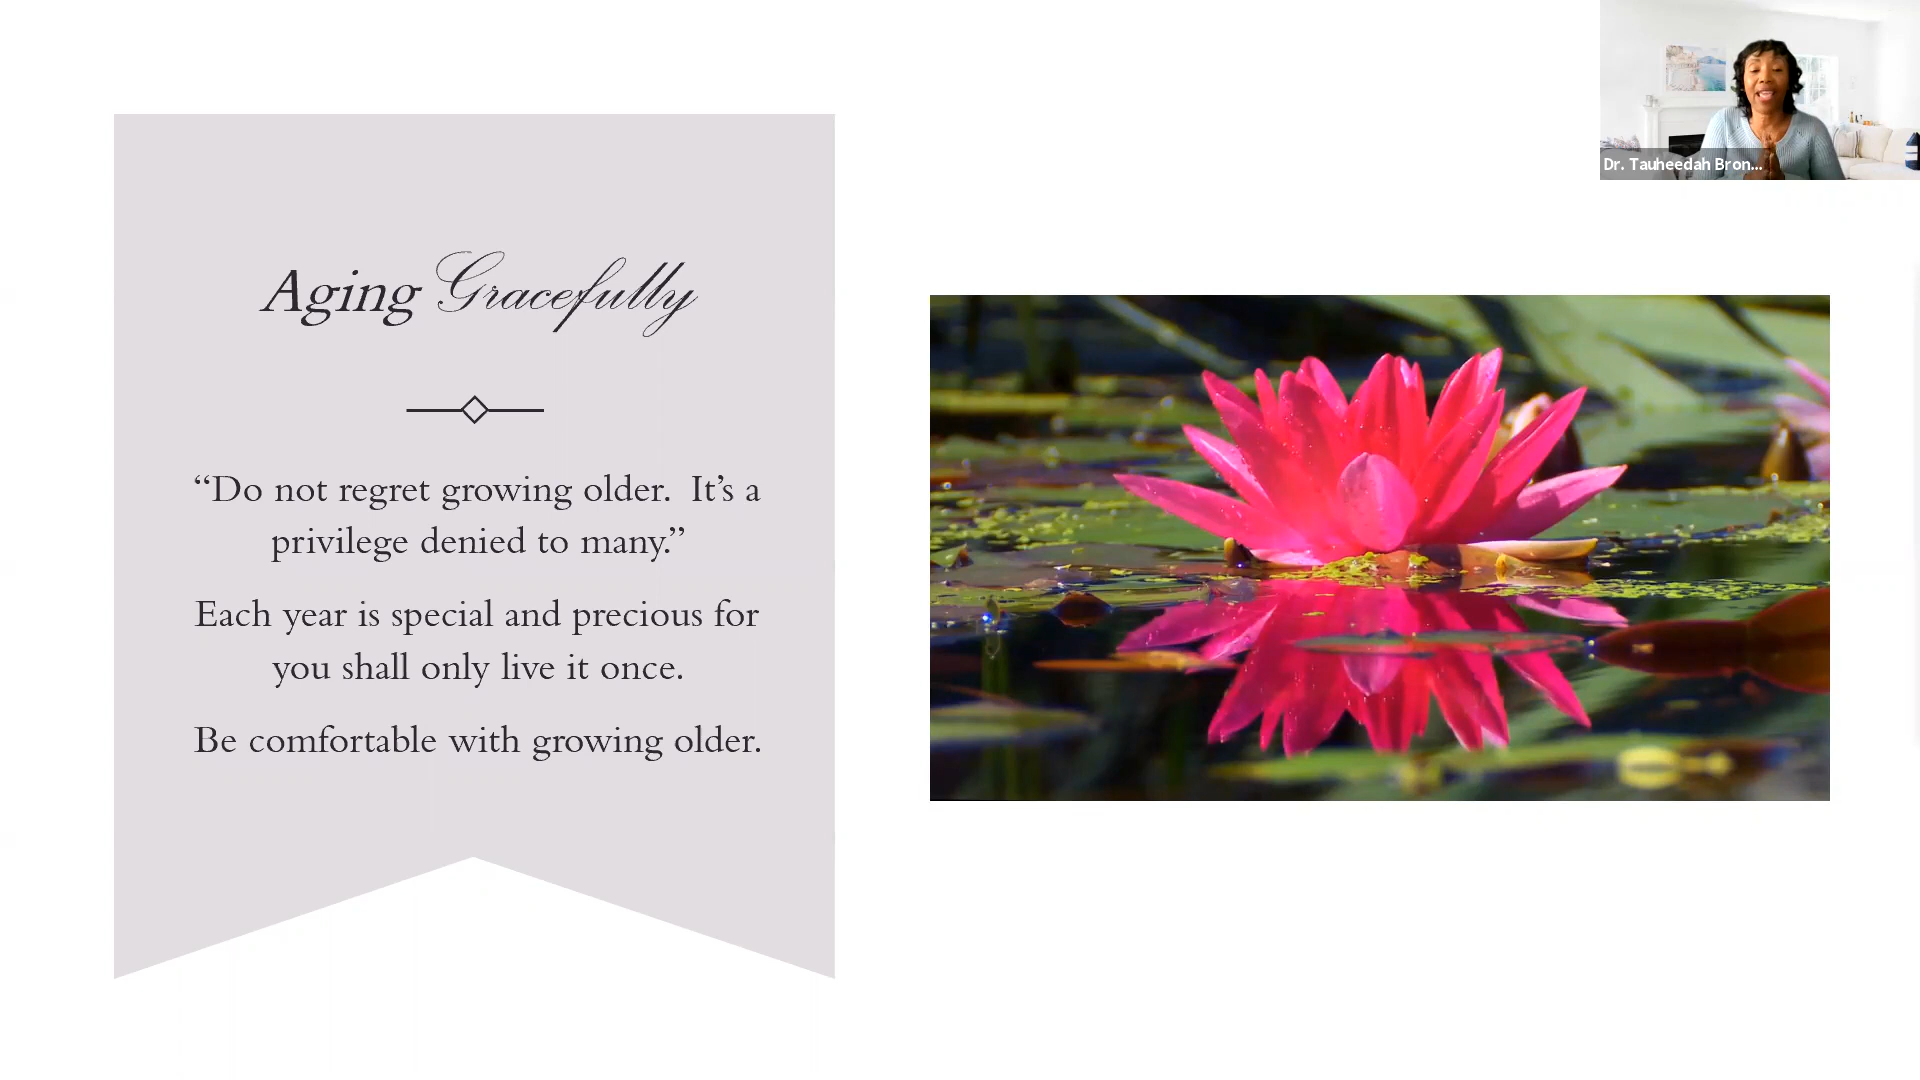 Dr. Tauheedah Bron...
Aging Gracefully
“Do not regret growing older.  It’s a
privilege denied to many.”
Each year is special and precious for
you shall only live it once.
Be comfortable with growing older.